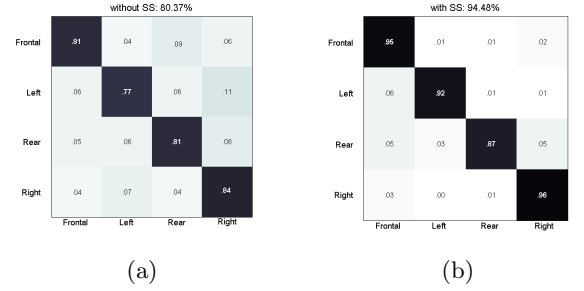 without SS: 80.37%
Frontal .81 .04 .09 .06
Left .06 .77 .06 .11
Rear .05 .06 .81 .08
Right .04 .07 .04 .84
Frontal Left Rear Right
(a)
with SS: 94.48%
Frontal .95 .01 .01 .02
Left .06 .92 .01 .01
Rear .05 .03 .87 .05
Right .03 .00 .01 .96
Frontal Left Rear Right
(b)